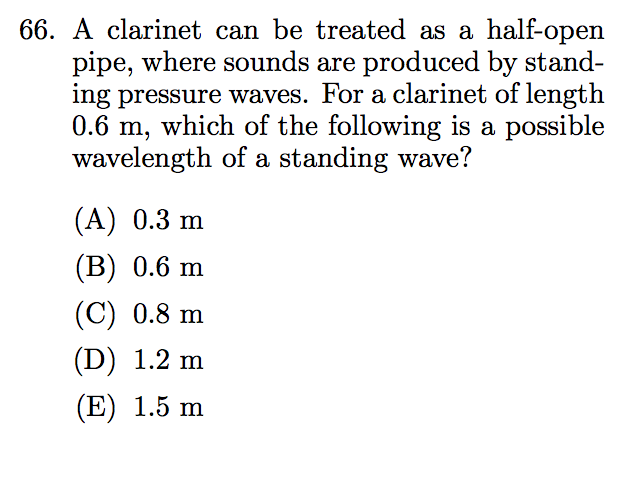 66. A clarinet can be treated as a half-open
pipe, where sounds are produced by stand-
ing pressure waves. For a clarinet of length
0.6 m, which of the following is a possible
wavelength of a standing wave?
(A) 0.3 m
(B) 0.6 m
(C) 0.8 m
(D) 1.2 m
(E) 1.5 m